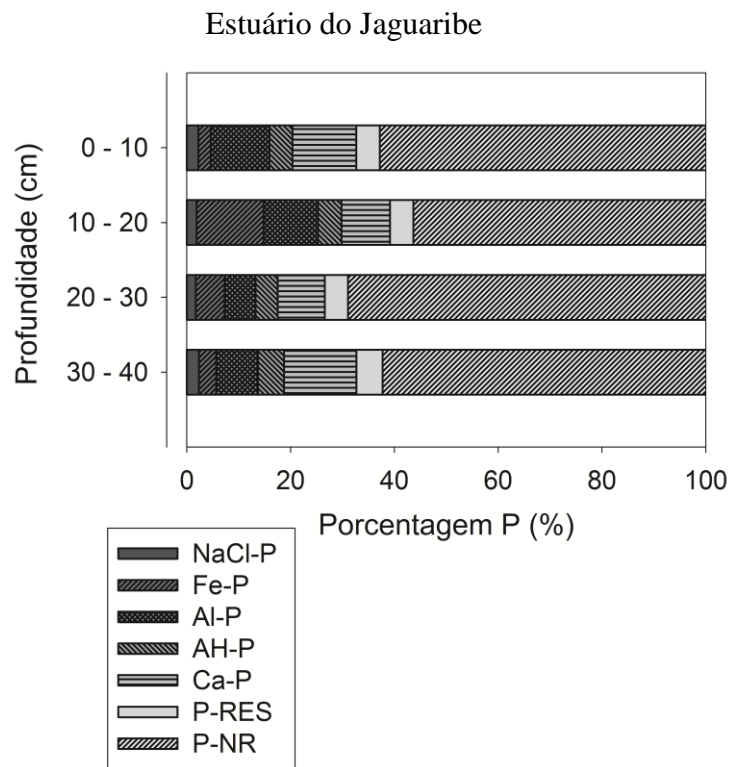 Estuário do Jaguaribe
Profundidade (cm)
0 - 10
10 - 20
20 - 30
30 - 40
0 20 40 60 80 100
Porcentagem P (%)
NaCl-P
Fe-P
Al-P
AH-P
Ca-P
P-RES
P-NR